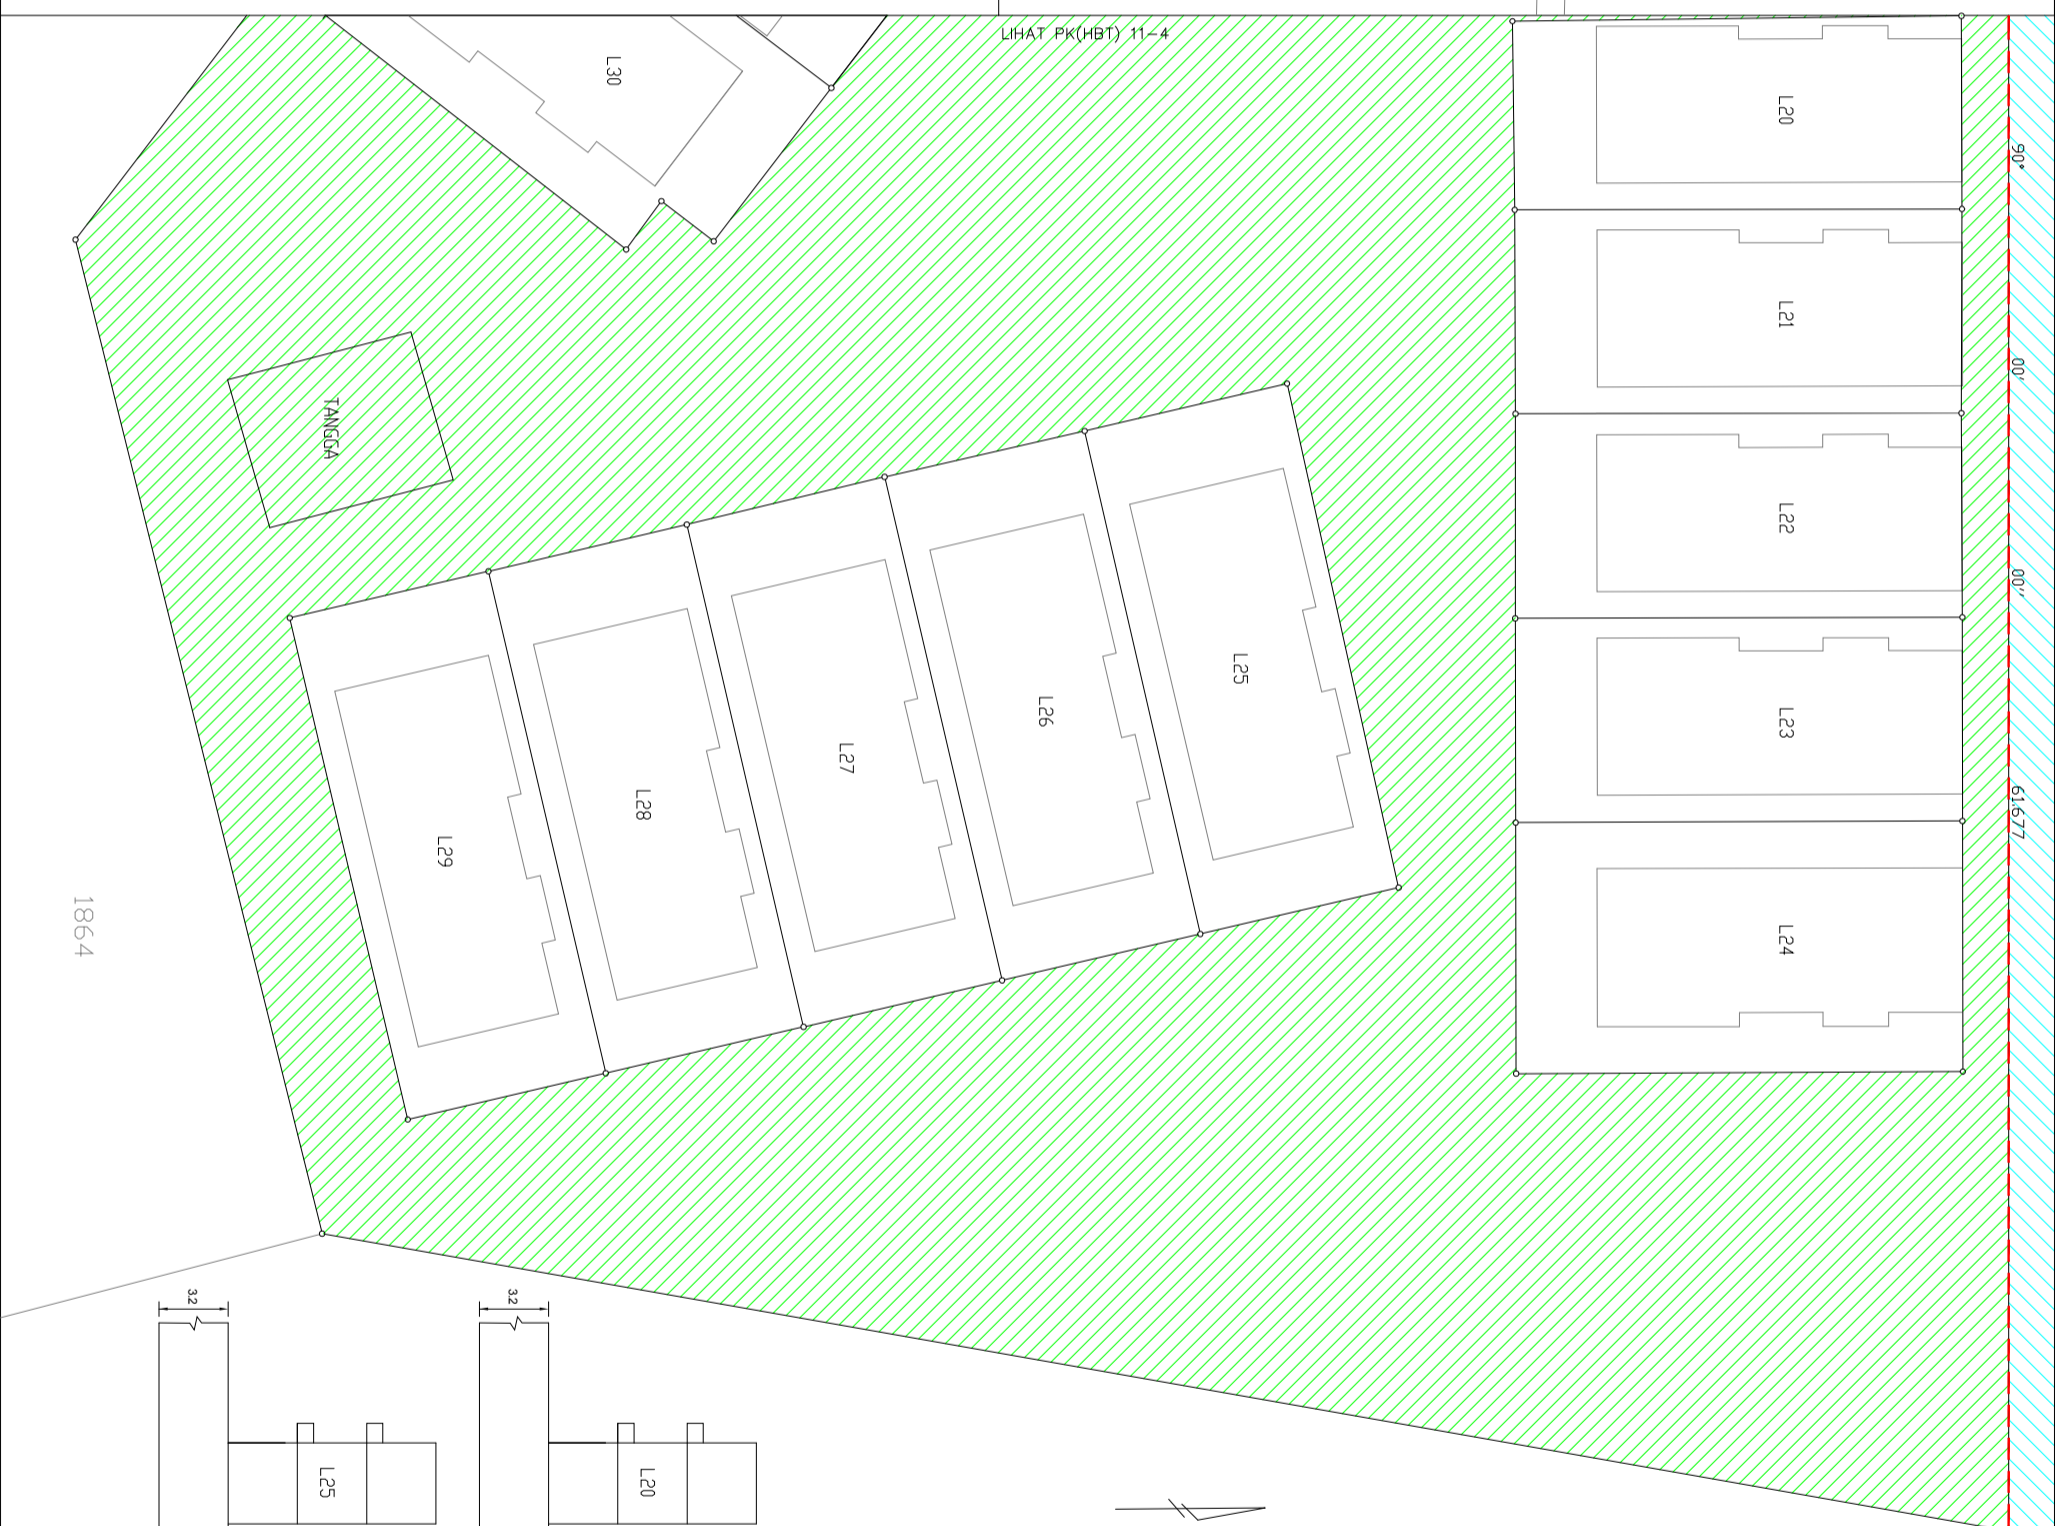 LIHAT PK(HBT) 11-4
L30
L20
90°
00'
00''
61.677
L21
L22
L23
L24
TANGGA
L25
L26
L27
L28
L29
1864
3.2
3.2
L25
L20